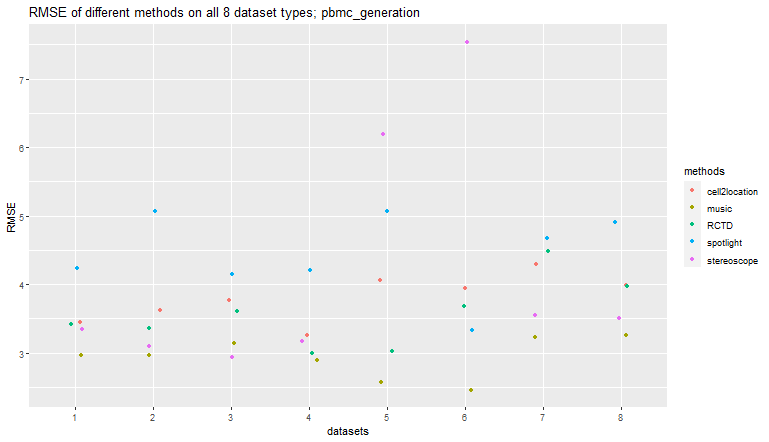 RMSE of different methods on all 8 dataset types; pbmc_generation
RMSE
7
6
5
4
3
1 2 3 4 5 6 7 8
datasets
methods
cell2location
music
RCTD
spotlight
stereoscope